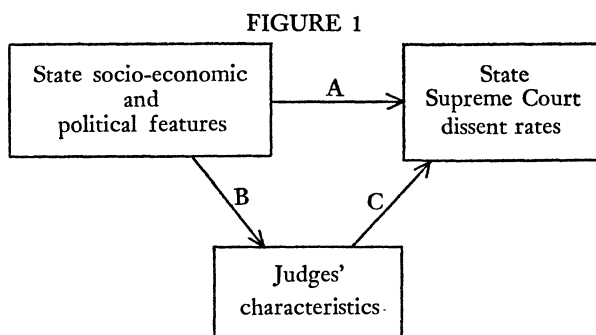 FIGURE 1
State socio-economic
and
political features
A
State
Supreme Court
dissent rates
B
C
Judges'
characteristics